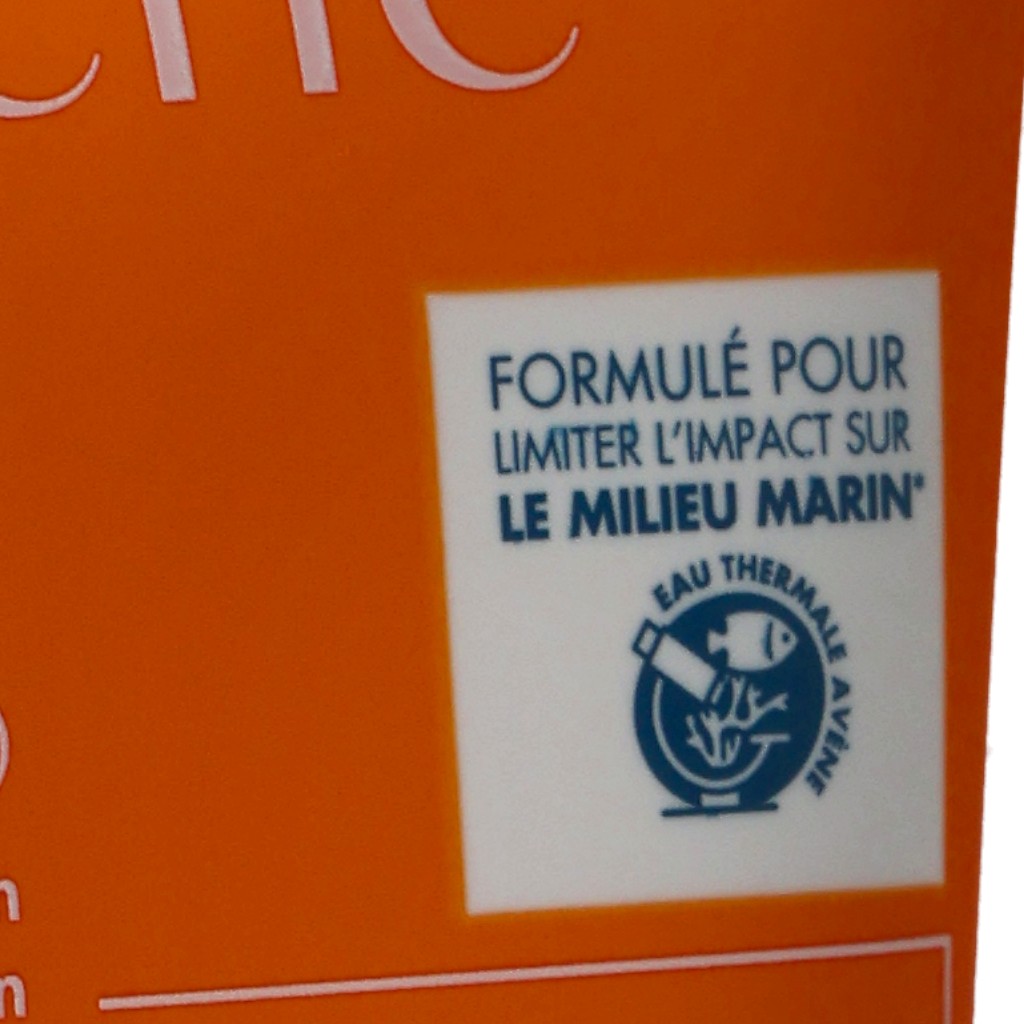 FORMULÉ POUR
LIMITER L'IMPACT SUR
LE MILIEU MARIN*
EAU THERMALE AVÈNE